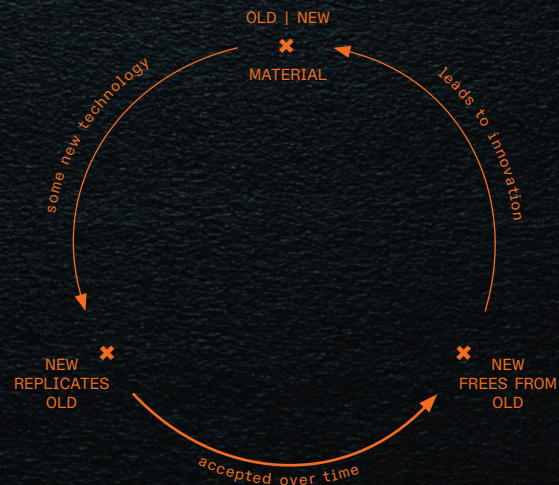 OLD | NEW
MATERIAL
some new technology
leads to innovation
NEW
REPLICATES
OLD
NEW
FREES FROM
OLD
accepted over time